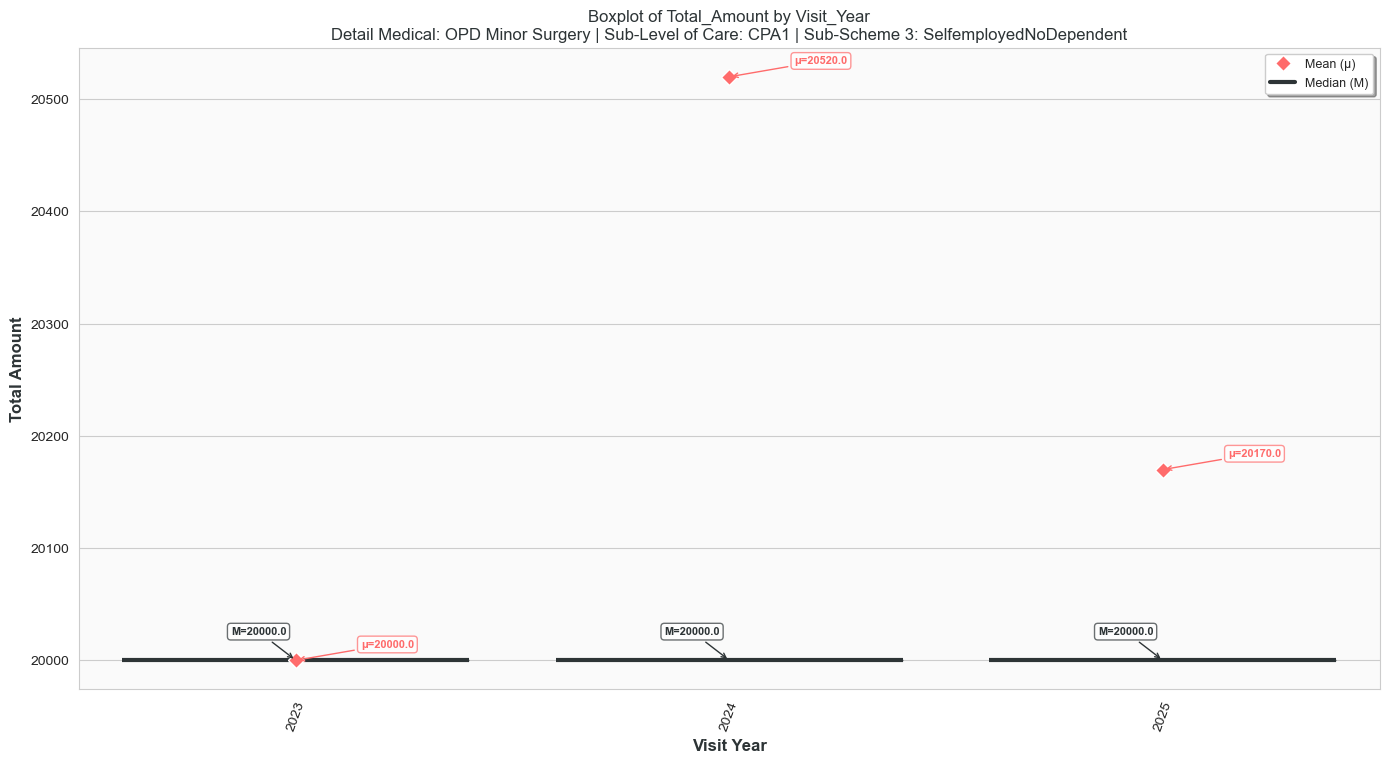 Boxplot of Total_Amount by Visit_Year
Detail Medical: OPD Minor Surgery | Sub-Level of Care: CPA1 | Sub-Scheme 3: SelfemployedNoDependent
μ=20520.0
Mean (μ)
Median (M)
20500
20400
20300
20200
20100
20000
Total Amount
μ=20170.0
M=20000.0
μ=20000.0
M=20000.0
M=20000.0
2023
2024
2025
Visit Year